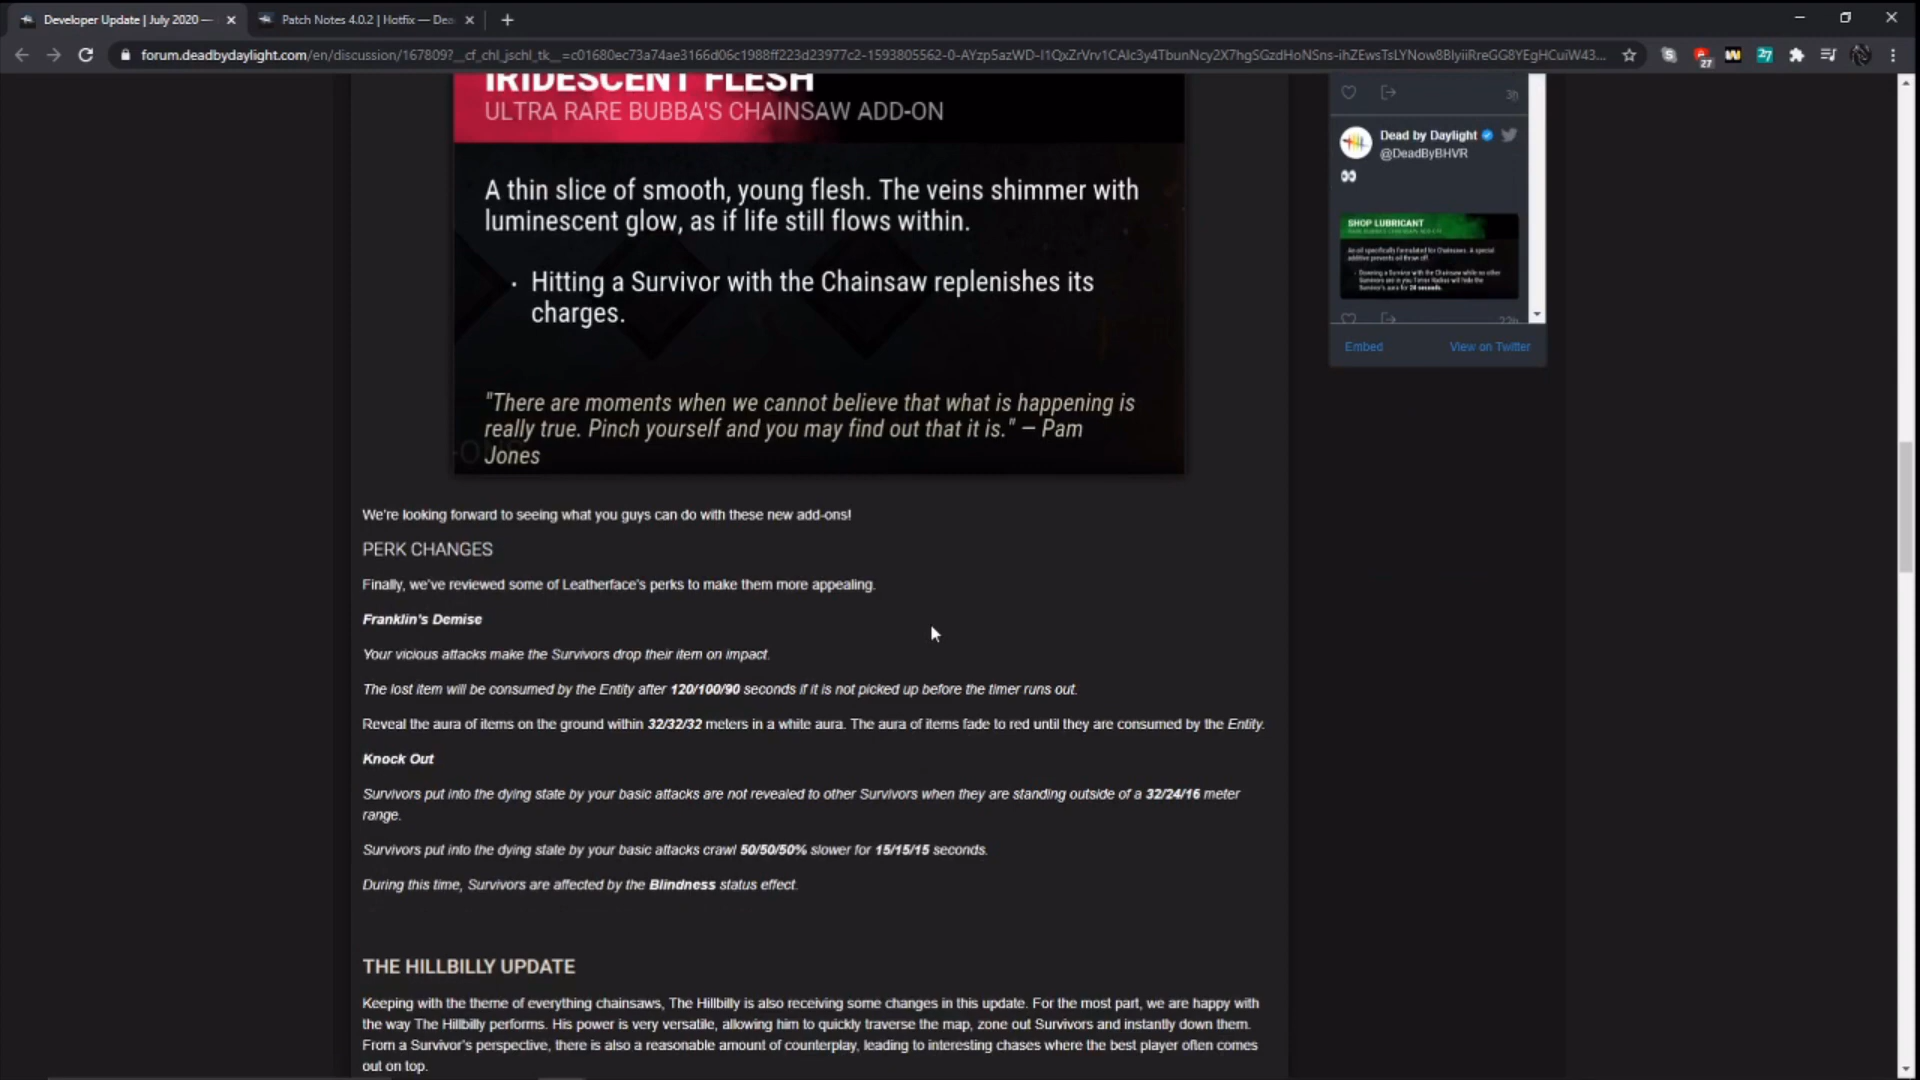 Developer Update | July 2020 —
Patch Notes 4.0.2 | Hotfix — Dea
27
27
IRIDESCENT FLESH
ULTRA RARE BUBBA'S CHAINSAW ADD-ON
A thin slice of smooth, young flesh. The veins shimmer with
luminescent glow, as if life still flows within.
· Hitting a Survivor with the Chainsaw replenishes its
charges.
"There are moments when we cannot believe that what is happening is
really true. Pinch yourself and you may find out that it is." — Pam
Jones
3h
Dead by Daylight
@DeadByBHVR
SHOP LUBRICANT
22h
Embed
View on Twitter
We're looking forward to seeing what you guys can do with these new add-ons!
PERK CHANGES
Finally, we've reviewed some of Leatherface's perks to make them more appealing.
Franklin's Demise
Your vicious attacks make the Survivors drop their item on impact.
The lost item will be consumed by the Entity after 120/100/90 seconds if it is not picked up before the timer runs out.
Reveal the aura of items on the ground within 32/32/32 meters in a white aura. The aura of items fade to red until they are consumed by the Entity.
Knock Out
Survivors put into the dying state by your basic attacks are not revealed to other Survivors when they are standing outside of a 32/24/16 meter
range.
Survivors put into the dying state by your basic attacks crawl 50/50/50% slower for 15/15/15 seconds.
During this time, Survivors are affected by the Blindness status effect.
THE HILLBILLY UPDATE
Keeping with the theme of everything chainsaws, The Hillbilly is also receiving some changes in this update. For the most part, we are happy with
the way The Hillbilly performs. His power is very versatile, allowing him to quickly traverse the map, zone out Survivors and instantly down them.
From a Survivor's perspective, there is also a reasonable amount of counterplay, leading to interesting chases where the best player often comes
out on top.